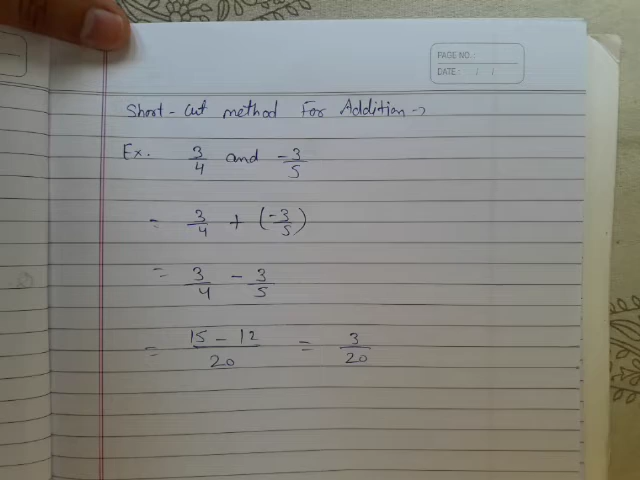 PAGE NO.:
DATE: / /
Short-cut method For Addition →
Ex. 3/4 and -3/5
= 3/4 + (-3/5)
= 3/4 - 3/5
= 15 - 12/20 = 3/20